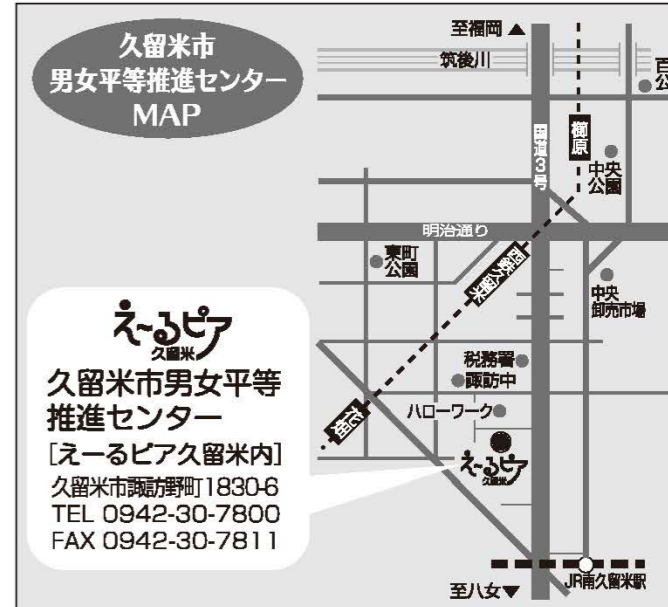 久留米市
男女平等推進センター
MAP
至福岡▲
筑後川
国道3号
櫛原
中央
公園
明治通り
東町
公園
西鉄久留米
中央
卸売市場
税務署
諏訪中
ハローワーク
花畑
え~るピア
久留米
え~るピア
久留米
久留米市男女平等
推進センター
[えーるピア久留米内]
久留米市諏訪野町1830-6
TEL 0942-30-7800
FAX 0942-30-7811
JR南久留米駅
至八女▼